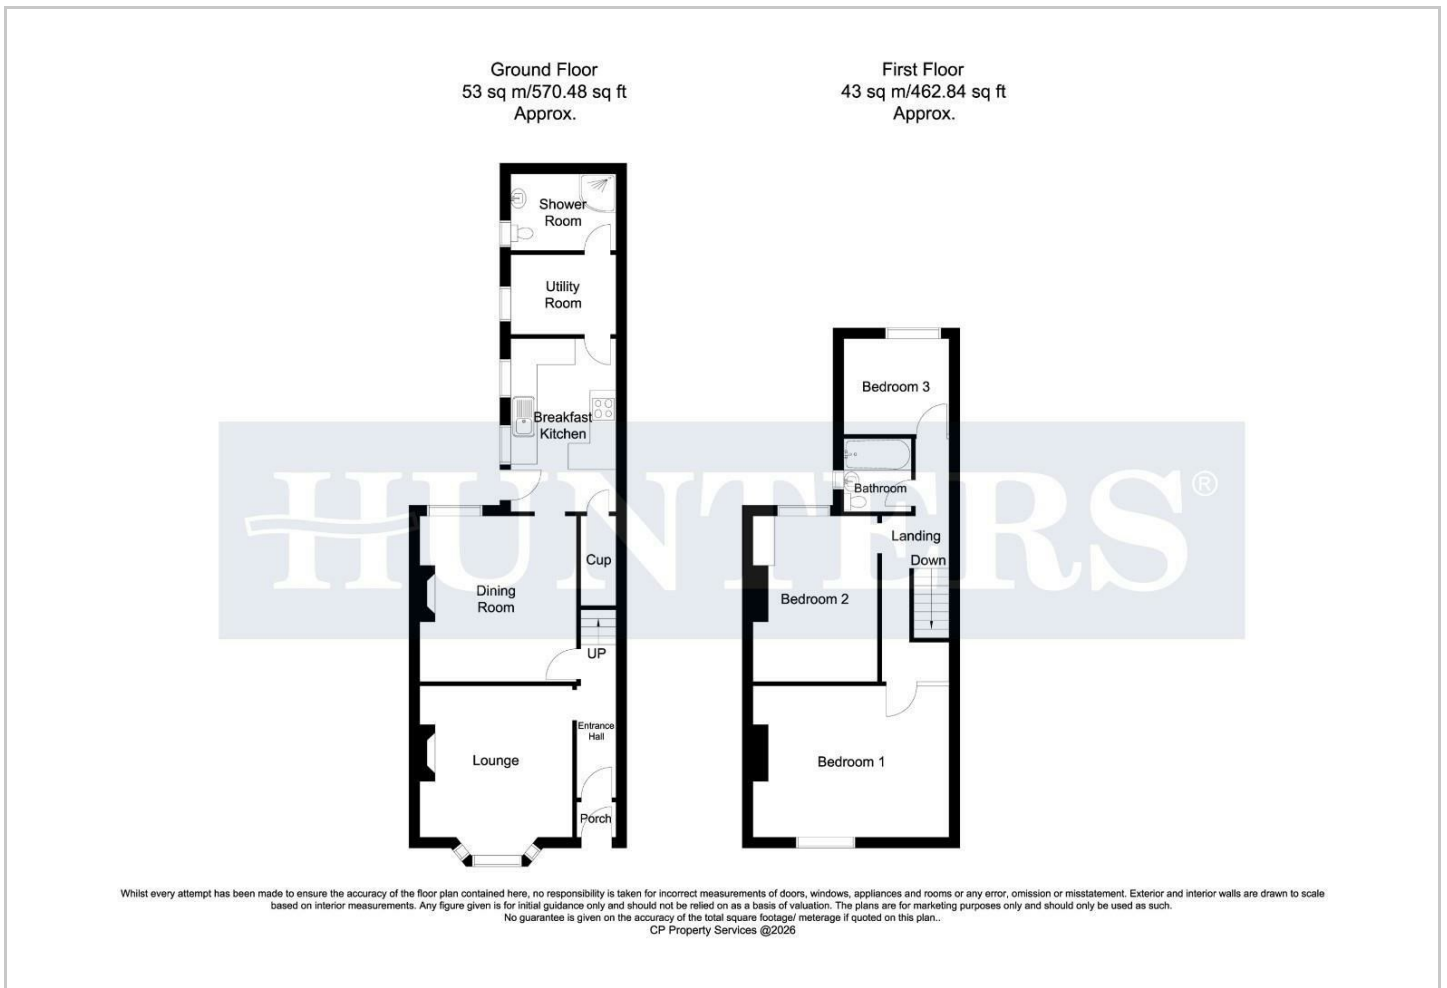 Ground Floor
53 sq m/570.48 sq ft
Approx.
First Floor
43 sq m/462.84 sq ft
Approx.
Shower
Room
Utility
Room
Breakfast
Kitchen
Cup
Dining
Room
UP
Entrance
Hall
Lounge
Porch
Bedroom 3
Bathroom
Landing
Down
Bedroom 2
Bedroom 1
HUNTERS®
Whilst every attempt has been made to ensure the accuracy of the floor plan contained here, no responsibility is taken for incorrect measurements of doors, windows, appliances and rooms or any error, omission or misstatement. Exterior and interior walls are drawn to scale
based on interior measurements. Any figure given is for initial guidance only and should not be relied on as a basis of valuation. The plans are for marketing purposes only and should only be used as such.
No guarantee is given on the accuracy of the total square footage/ meterage if quoted on this plan..
CP Property Services @2026